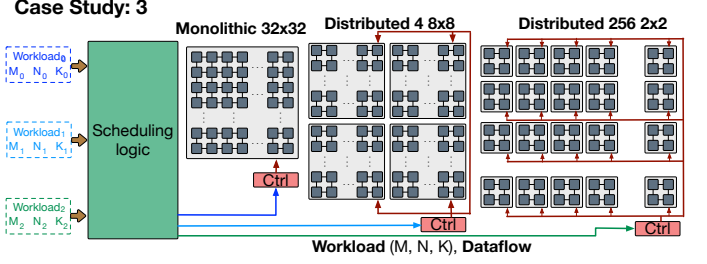 Case Study: 3
Monolithic 32x32
Distributed 4 8x8
Distributed 256 2x2
Workload0
M0 N0 K0
Workload1
M1 N1 K1
Workload2
M2 N2 K2
Scheduling
logic
Ctrl
Ctrl
Ctrl
Workload (M, N, K), Dataflow